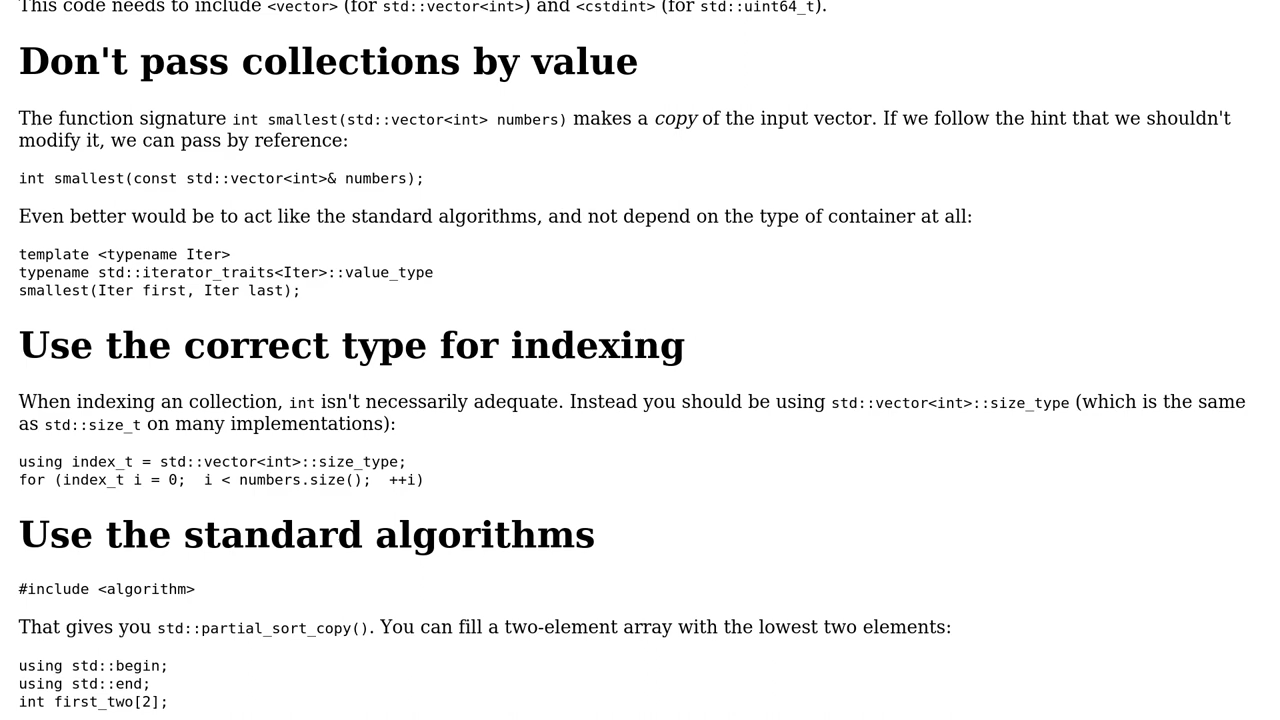 This code needs to include <vector> (for std::vector<int>) and <cstdint> (for std::uint64_t).
Don't pass collections by value
The function signature int smallest(std::vector<int> numbers) makes a copy of the input vector. If we follow the hint that we shouldn't
modify it, we can pass by reference:
int smallest(const std::vector<int>& numbers);
Even better would be to act like the standard algorithms, and not depend on the type of container at all:
template <typename Iter>
typename std::iterator_traits<Iter>::value_type
smallest(Iter first, Iter last);
Use the correct type for indexing
When indexing an collection, int isn't necessarily adequate. Instead you should be using std::vector<int>::size_type (which is the same
as std::size_t on many implementations):
using index_t = std::vector<int>::size_type;
for (index_t i = 0;  i < numbers.size();  ++i)
Use the standard algorithms
#include <algorithm>
That gives you std::partial_sort_copy(). You can fill a two-element array with the lowest two elements:
using std::begin;
using std::end;
int first_two[2];